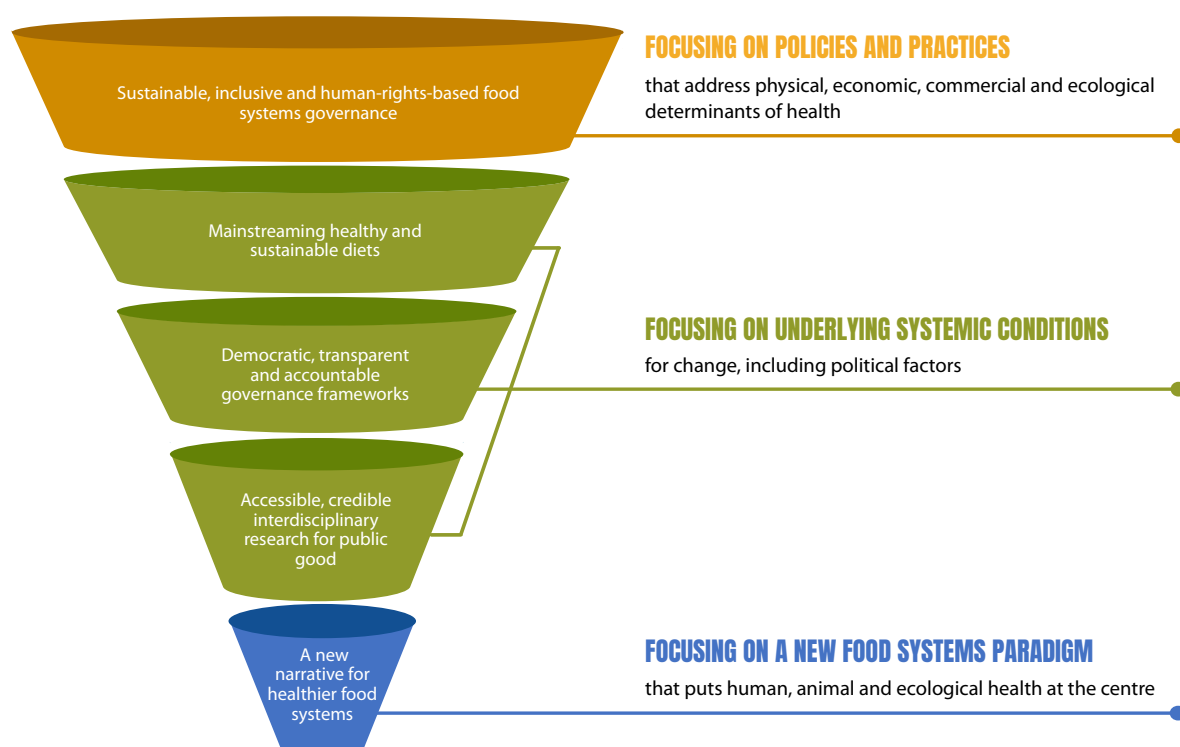 Sustainable, inclusive and human-rights-based food
systems governance
FOCUSING ON POLICIES AND PRACTICES
that address physical, economic, commercial and ecological
determinants of health
Mainstreaming healthy and
sustainable diets
Democratic, transparent
and accountable
governance frameworks
FOCUSING ON UNDERLYING SYSTEMIC CONDITIONS
for change, including political factors
Accessible, credible
interdisciplinary
research for public
good
A new
narrative for
healthier food
systems
FOCUSING ON A NEW FOOD SYSTEMS PARADIGM
that puts human, animal and ecological health at the centre